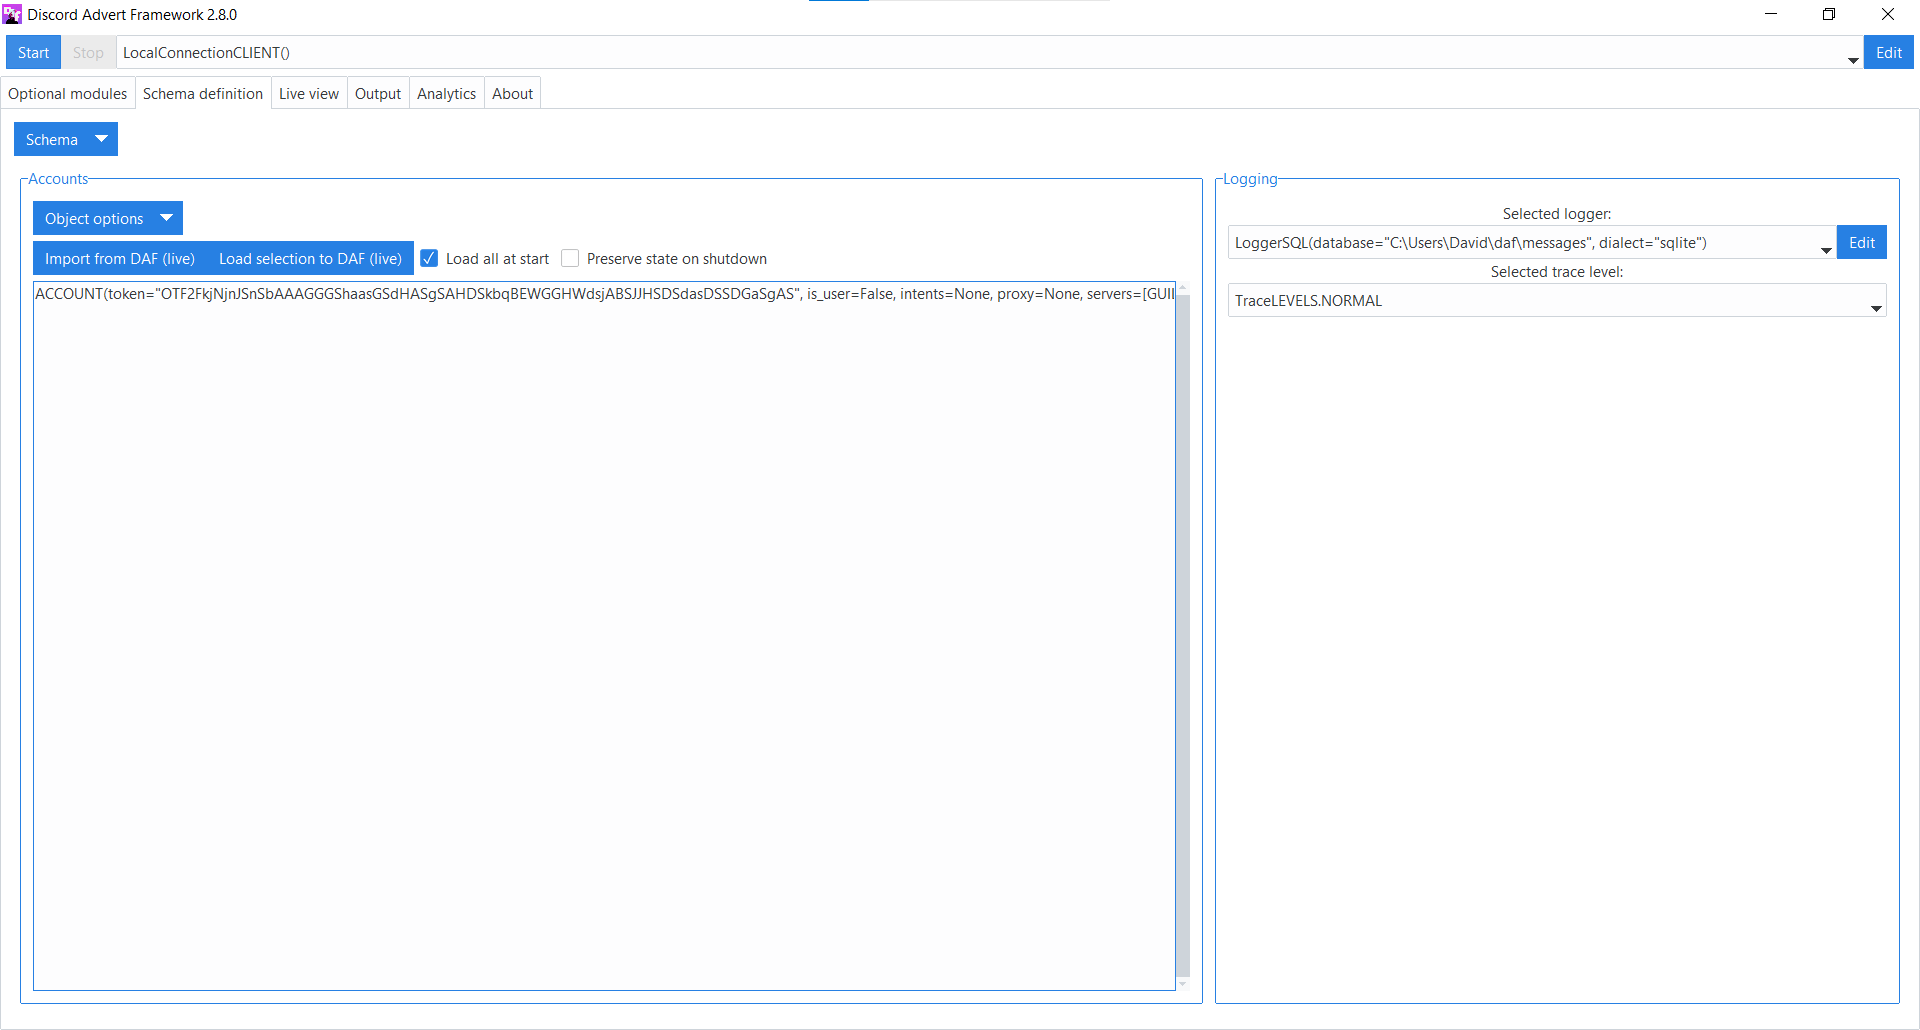 Discord Advert Framework 2.8.0
Start Stop LocalConnectionCLIENT() Edit
Optional modules Schema definition Live view Output Analytics About
Schema
Accounts
Object options
Import from DAF (live) Load selection to DAF (live) Load all at start Preserve state on shutdown
ACCOUNT(token="OTF2FkjNjnJSnSbAAAGGGShaasGSdHASgSAHDSkbqBEWGGHWdsjABSJJHSDSdasDSSDGaSgAS", is_user=False, intents=None, proxy=None, servers=[GUI
Logging
Selected logger:
LoggerSQL(database="C:\Users\David\daf\messages", dialect="sqlite") Edit
Selected trace level:
TraceLEVELS.NORMAL